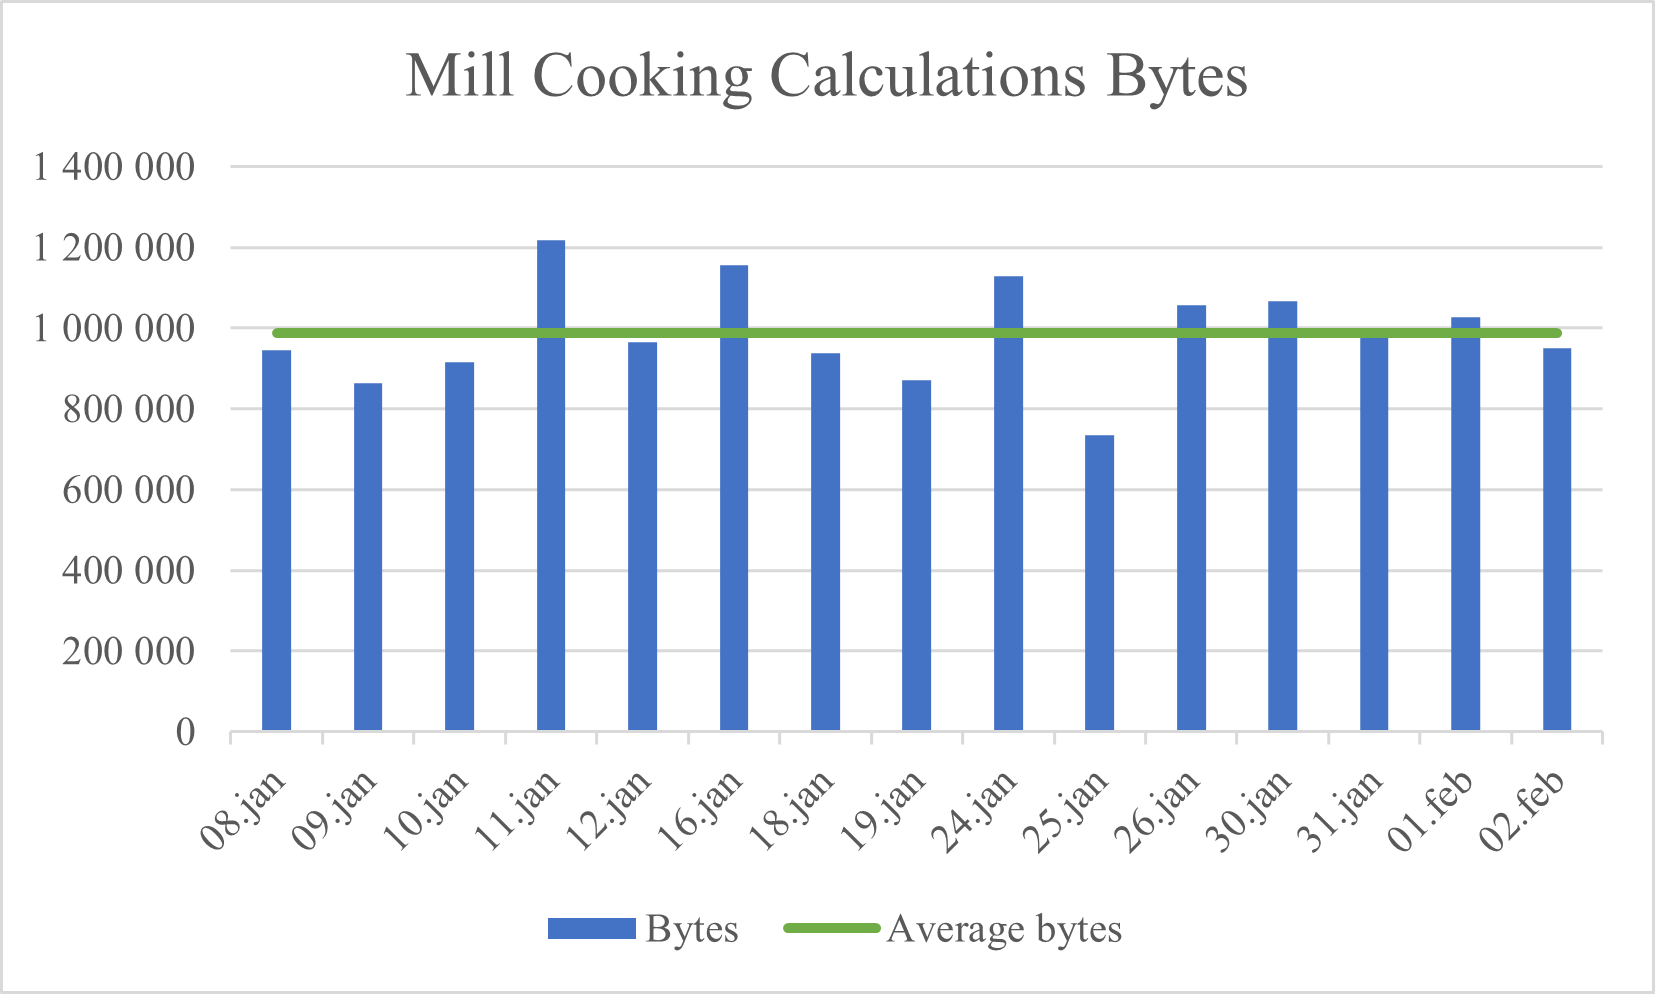 Mill Cooking Calculations Bytes
1 400 000
1 200 000
1 000 000
800 000
600 000
400 000
200 000
0
08.jan
09.jan
10.jan
11.jan
12.jan
16.jan
18.jan
19.jan
24.jan
25.jan
26.jan
30.jan
31.jan
01.feb
02.feb
Bytes
Average bytes